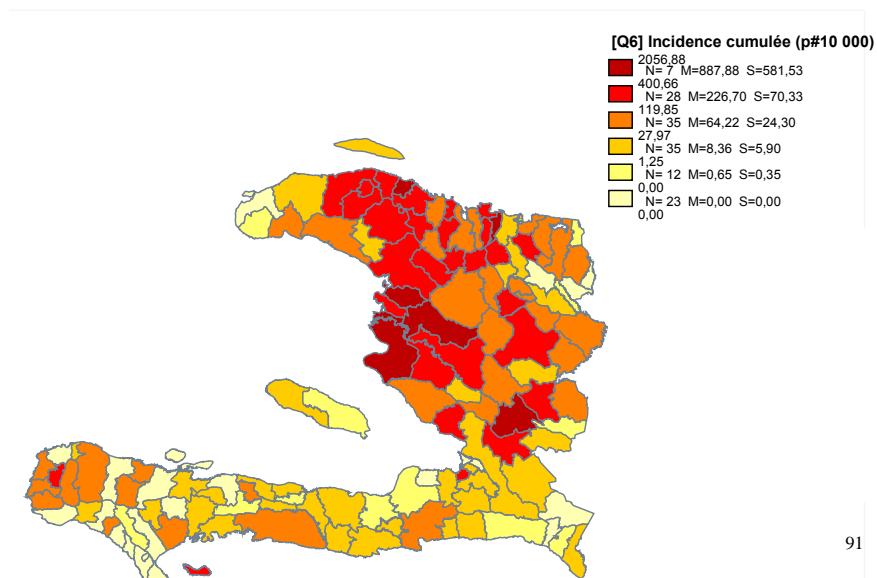 [Q6] Incidence cumulée (p#10 000)
2056,88
N= 7 M=887,88 S=581,53
400,66
N= 28 M=226,70 S=70,33
119,85
N= 35 M=64,22 S=24,30
27,97
N= 35 M=8,36 S=5,90
1,25
N= 12 M=0,65 S=0,35
0,00
N= 23 M=0,00 S=0,00
0,00
91